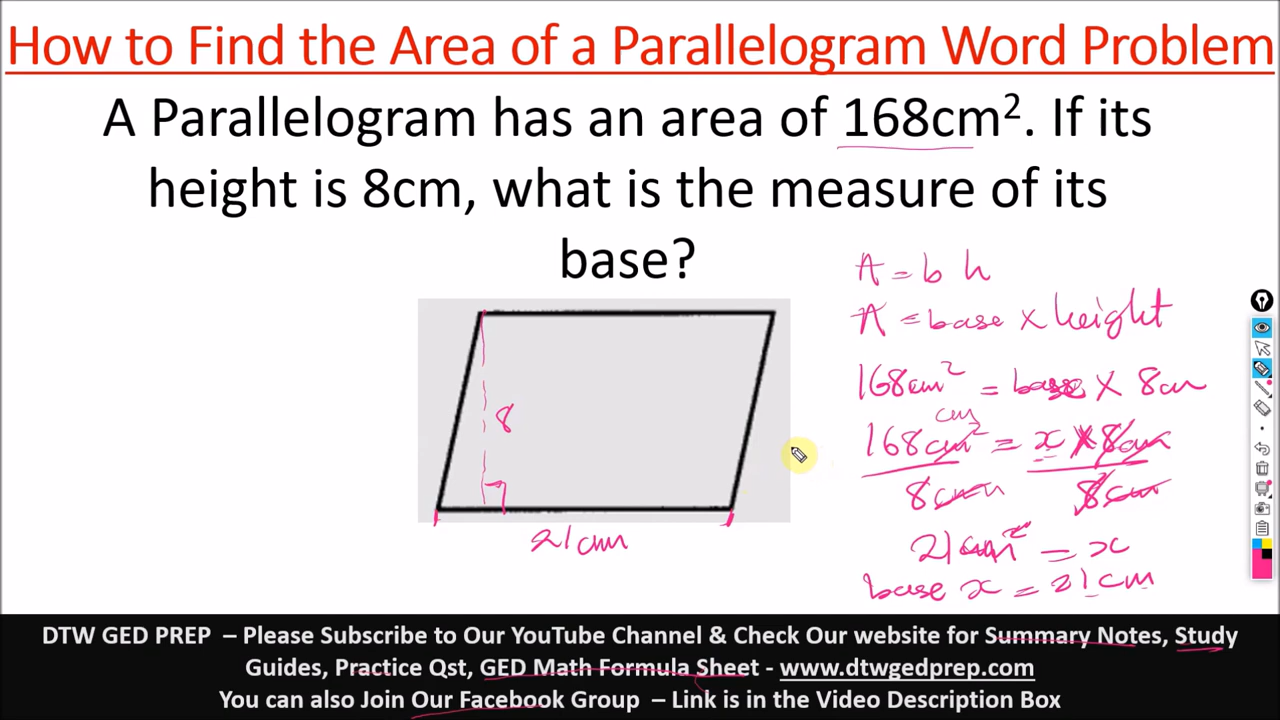 How to Find the Area of a Parallelogram Word Problem
A Parallelogram has an area of 168cm². If its
height is 8cm, what is the measure of its
base?
A = b h
A = base × height
168cm² = base × 8cm
cm
168cm² = x × 8cm
8cm 8cm
8
21cm² = x
21cm
base x = 21cm
DTW GED PREP – Please Subscribe to Our YouTube Channel & Check Our website for Summary Notes, Study
Guides, Practice Qst, GED Math Formula Sheet - www.dtwgedprep.com
You can also Join Our Facebook Group – Link is in the Video Description Box